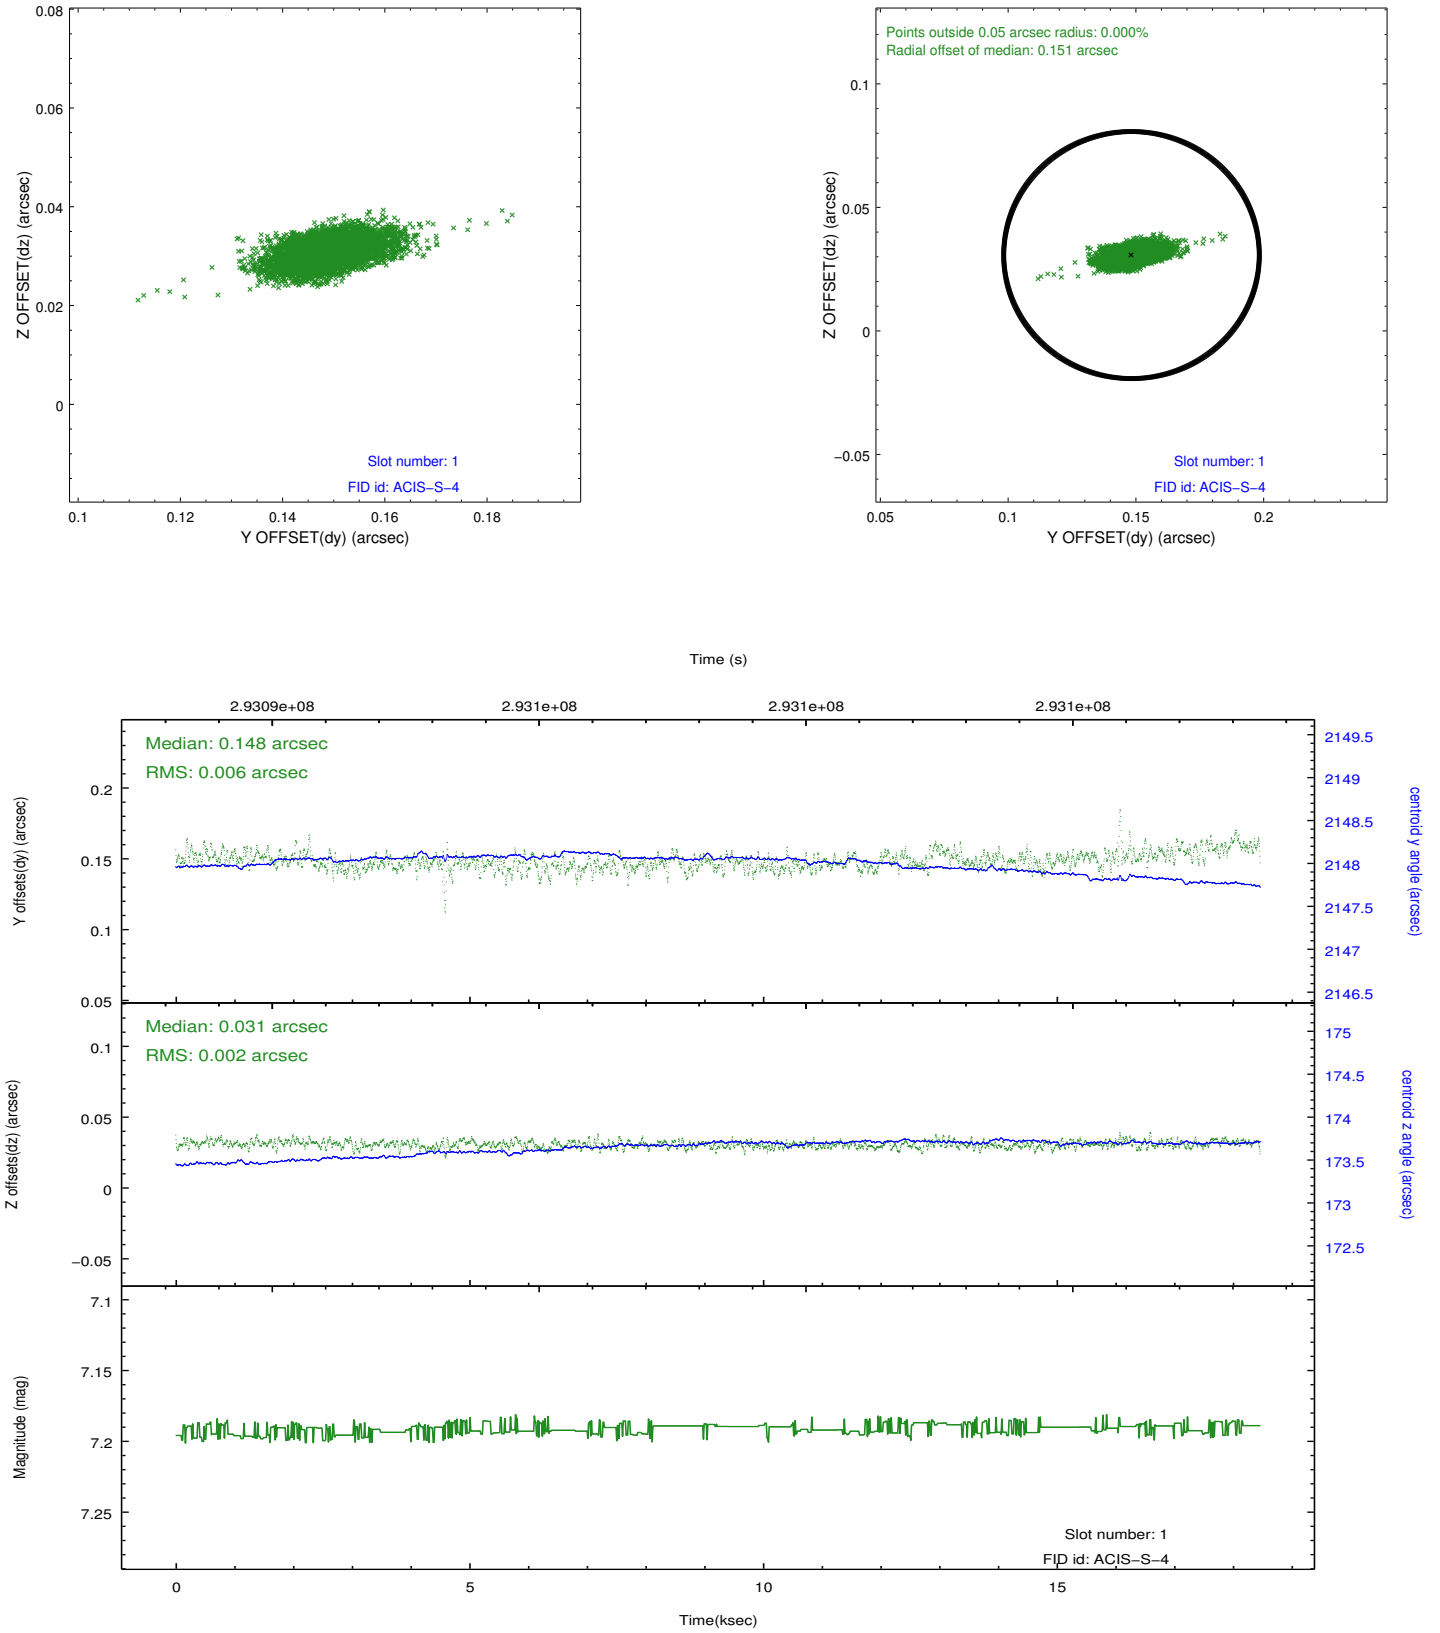 0.08
0.06
0.04
0.02
0
Z OFFSET(dz) (arcsec)
Slot number: 1
FID id: ACIS−S−4
0.1 0.12 0.14 0.16 0.18
Y OFFSET(dy) (arcsec)
Points outside 0.05 arcsec radius: 0.000%
Radial offset of median: 0.151 arcsec
0.1
0.05
0
−0.05
Z OFFSET(dz) (arcsec)
Slot number: 1
FID id: ACIS−S−4
0.05 0.1 0.15 0.2
Y OFFSET(dy) (arcsec)
Time (s)
2.9309e+08 2.931e+08 2.931e+08 2.931e+08
Median: 0.148 arcsec
RMS: 0.006 arcsec
0.2
0.15
0.1
0.05
Y offsets(dy) (arcsec)
2149.5
2149
2148.5
2148
2147.5
2147
2146.5
centroid y angle (arcsec)
Median: 0.031 arcsec
RMS: 0.002 arcsec
0.1
0.05
0
−0.05
Z offsets(dz) (arcsec)
175
174.5
174
173.5
173
172.5
centroid z angle (arcsec)
7.1
7.15
7.2
7.25
Magnitude (mag)
Slot number: 1
FID id: ACIS−S−4
0 5 10 15
Time(ksec)